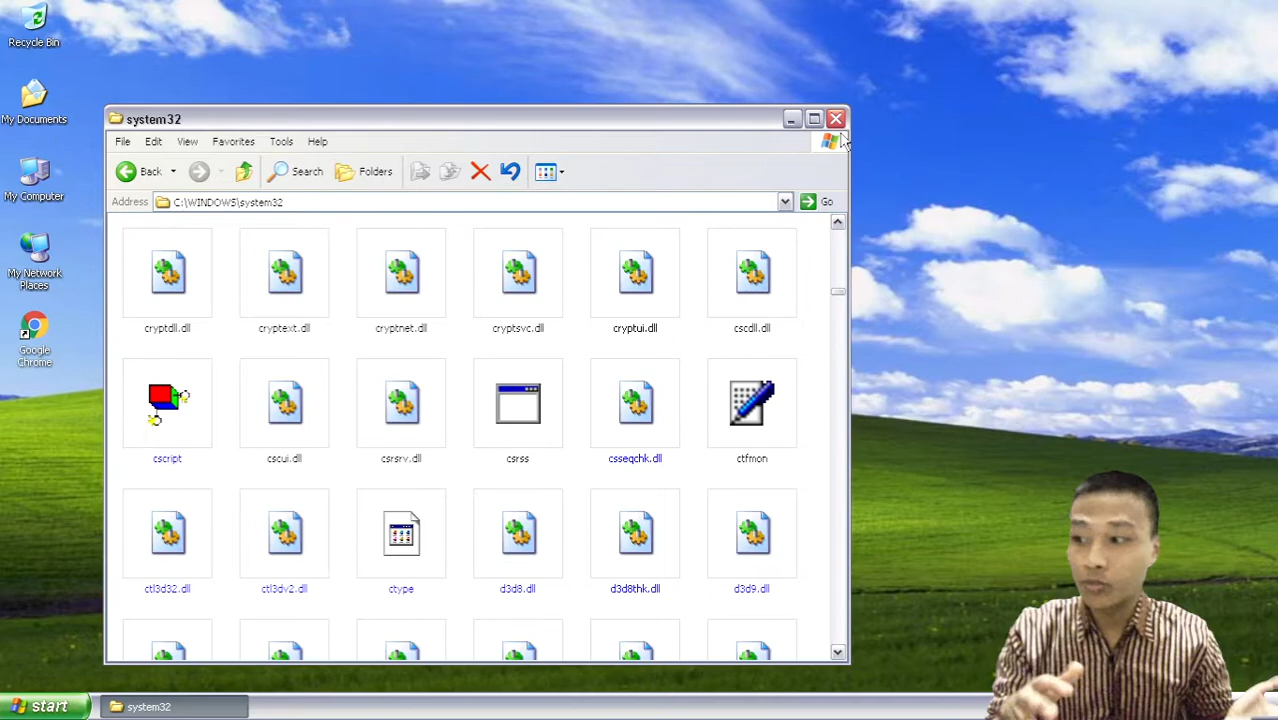 Recycle Bin
My Documents
My Computer
My Network
Places
Google
Chrome
system32
File Edit View Favorites Tools Help
Back Search Folders
Address C:\WINDOWS\system32 Go
cryptdll.dll cryptext.dll cryptnet.dll cryptsvc.dll cryptui.dll cscdll.dll
cscript cscui.dll csrsrv.dll csrss csseqchk.dll ctfmon
ctl3d32.dll ctl3dv2.dll ctype d3d8.dll d3d8thk.dll d3d9.dll
start system32